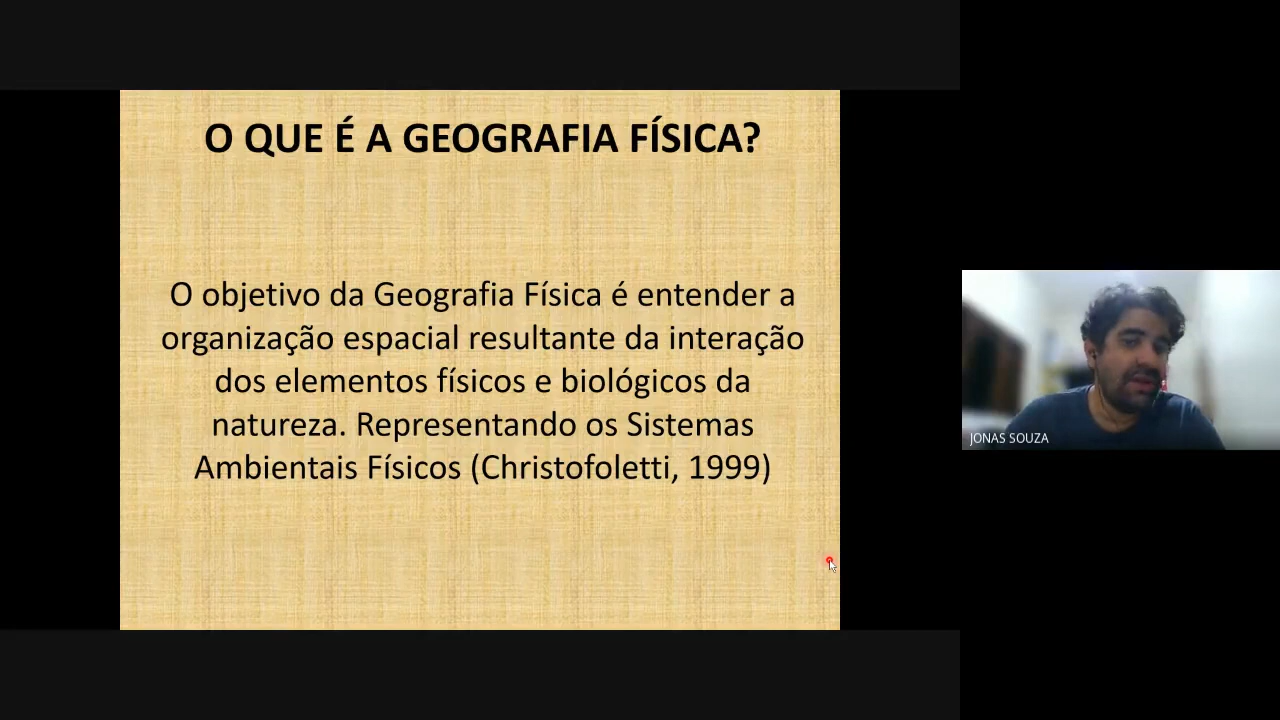 O QUE É A GEOGRAFIA FÍSICA?
O objetivo da Geografia Física é entender a
organização espacial resultante da interação
dos elementos físicos e biológicos da
natureza. Representando os Sistemas
Ambientais Físicos (Christofoletti, 1999)
JONAS SOUZA